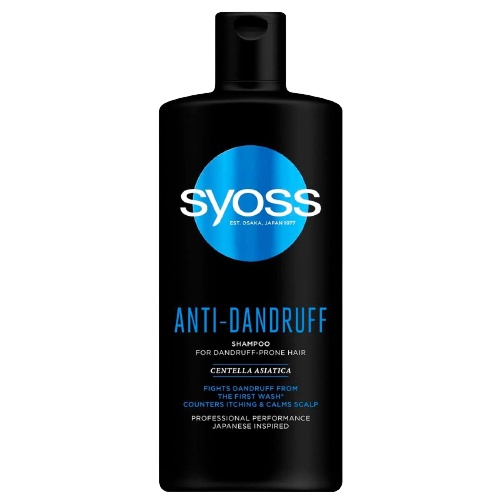 syoss
EST. OSAKA, JAPAN 1977
ANTI-DANDRUFF
SHAMPOO
FOR DANDRUFF-PRONE HAIR
CENTELLA ASIATICA
FIGHTS DANDRUFF FROM
THE FIRST WASH*
COUNTERS ITCHING & CALMS SCALP
PROFESSIONAL PERFORMANCE
JAPANESE INSPIRED